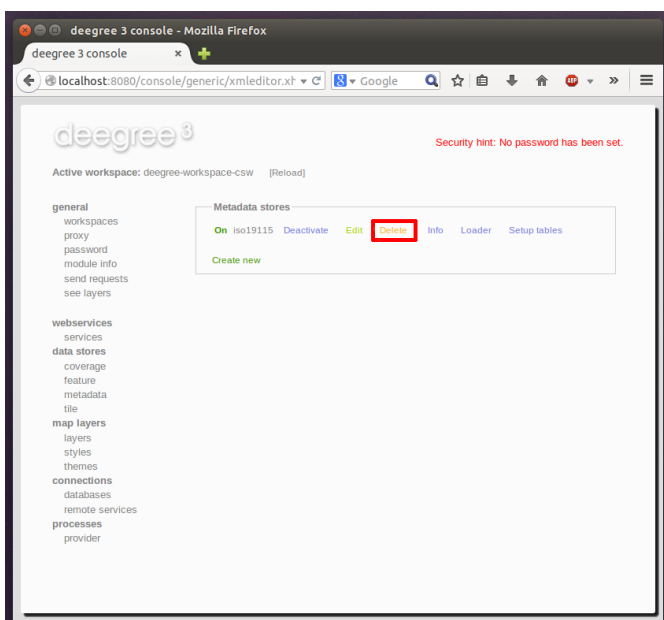 deegree 3 console - Mozilla Firefox
deegree 3 console
localhost:8080/console/generic/xmleditor.xh Google
deegree 3
Security hint: No password has been set.
Active workspace: deegree-workspace-csw [Reload]
general
workspaces
proxy
password
module info
send requests
see layers
webservices
services
data stores
coverage
feature
metadata
tile
map layers
layers
styles
themes
connections
databases
remote services
processes
provider
Metadata stores
On iso19115 Deactivate Edit Delete Info Loader Setup tables
Create new